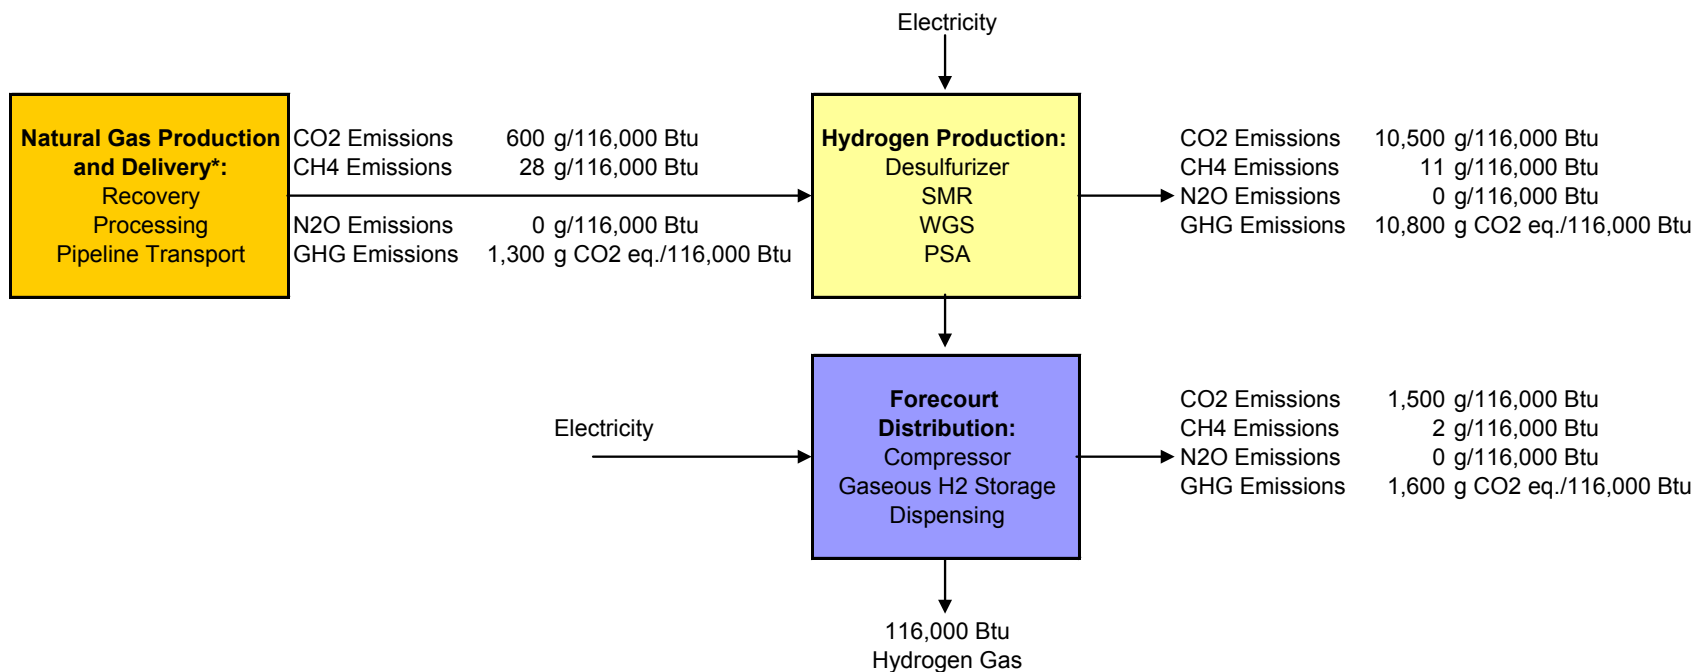 Electricity
Natural Gas Production
and Delivery*:
Recovery
Processing
Pipeline Transport
CO2 Emissions 600 g/116,000 Btu
CH4 Emissions 28 g/116,000 Btu
N2O Emissions 0 g/116,000 Btu
GHG Emissions 1,300 g CO2 eq./116,000 Btu
Hydrogen Production:
Desulfurizer
SMR
WGS
PSA
CO2 Emissions 10,500 g/116,000 Btu
CH4 Emissions 11 g/116,000 Btu
N2O Emissions 0 g/116,000 Btu
GHG Emissions 10,800 g CO2 eq./116,000 Btu
Electricity
Forecourt
Distribution:
Compressor
Gaseous H2 Storage
Dispensing
CO2 Emissions 1,500 g/116,000 Btu
CH4 Emissions 2 g/116,000 Btu
N2O Emissions 0 g/116,000 Btu
GHG Emissions 1,600 g CO2 eq./116,000 Btu
116,000 Btu
Hydrogen Gas